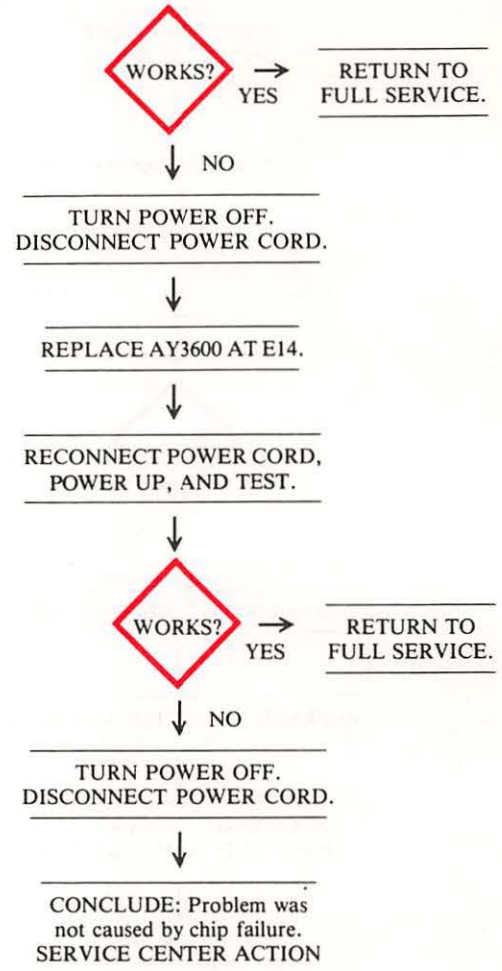 WORKS?
YES
RETURN TO
FULL SERVICE.
NO
TURN POWER OFF.
DISCONNECT POWER CORD.
REPLACE AY3600 AT E14.
RECONNECT POWER CORD,
POWER UP, AND TEST.
WORKS?
YES
RETURN TO
FULL SERVICE.
NO
TURN POWER OFF.
DISCONNECT POWER CORD.
CONCLUDE: Problem was
not caused by chip failure.
SERVICE CENTER ACTION